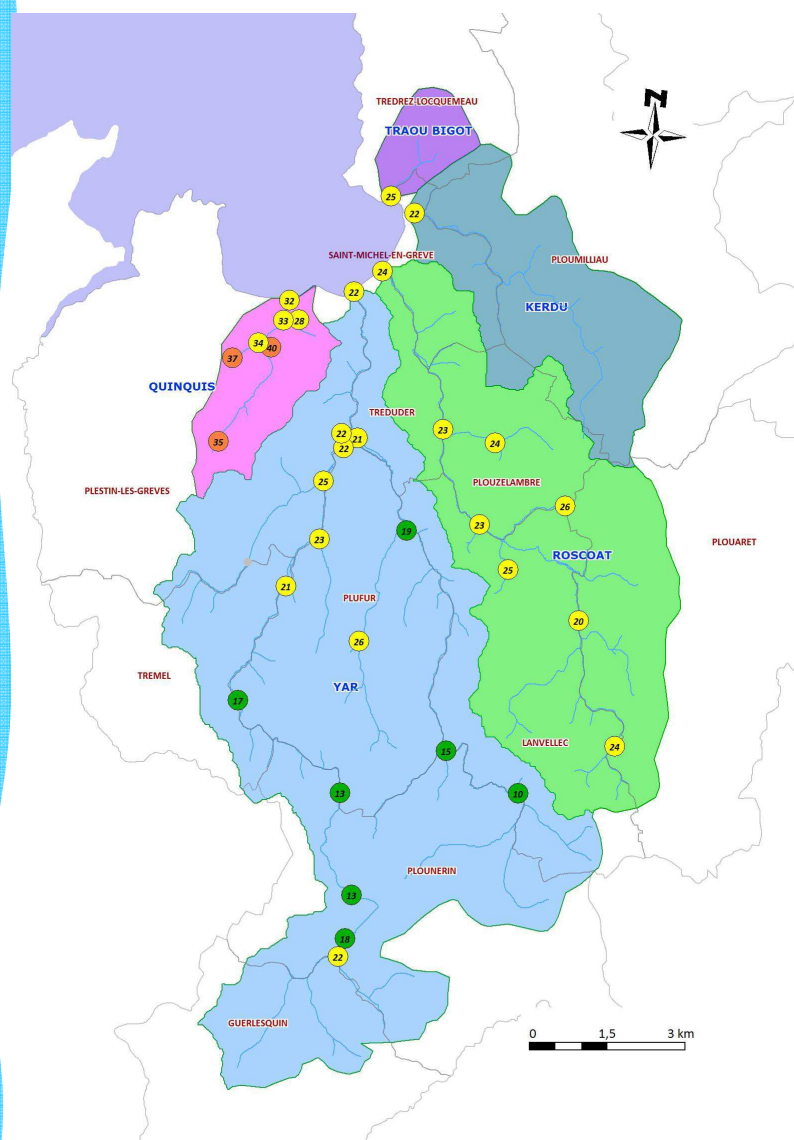 N
TREDREZ-LOCQUEMEAU
TRAOU BIGOT
25
22
SAINT-MICHEL-EN-GREVE
PLOUMILLIAU
24
22
32
KERDU
33
28
34
40
37
QUINQUIS
TREDUDER
22
21
22
23
24
35
25
PLOUZELAMBRE
PLESTIN-LES-GREVES
26
19
23
23
PLOUARET
ROSCOAT
25
21
PLUFUR
20
26
TREMEL
YAR
17
LANVELLEC
24
15
13
10
PLOUNERIN
13
18
22
GUERLESQUIN
0 1,5 3 km